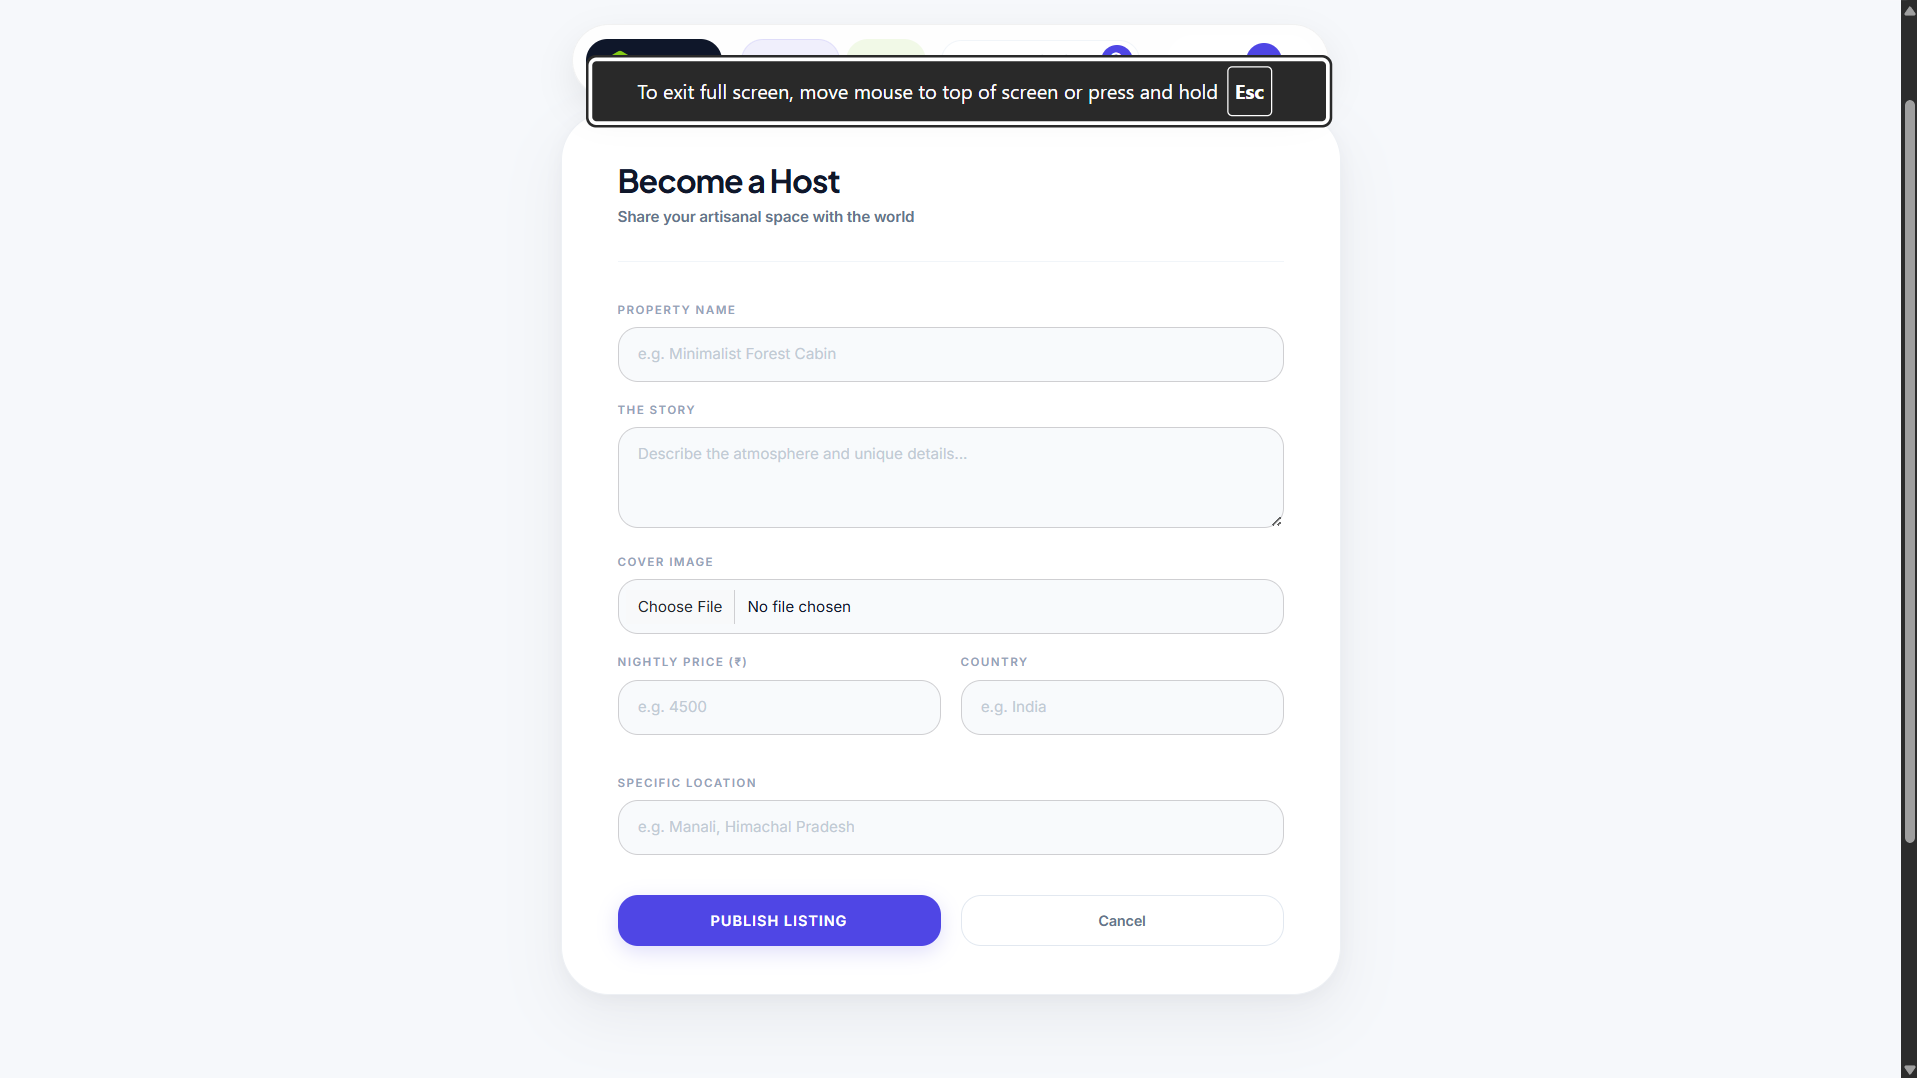 To exit full screen, move mouse to top of screen or press and hold Esc
Become a Host
Share your artisanal space with the world
PROPERTY NAME
e.g. Minimalist Forest Cabin
THE STORY
Describe the atmosphere and unique details...
COVER IMAGE
Choose File No file chosen
NIGHTLY PRICE (₹) COUNTRY
e.g. 4500 e.g. India
SPECIFIC LOCATION
e.g. Manali, Himachal Pradesh
PUBLISH LISTING Cancel